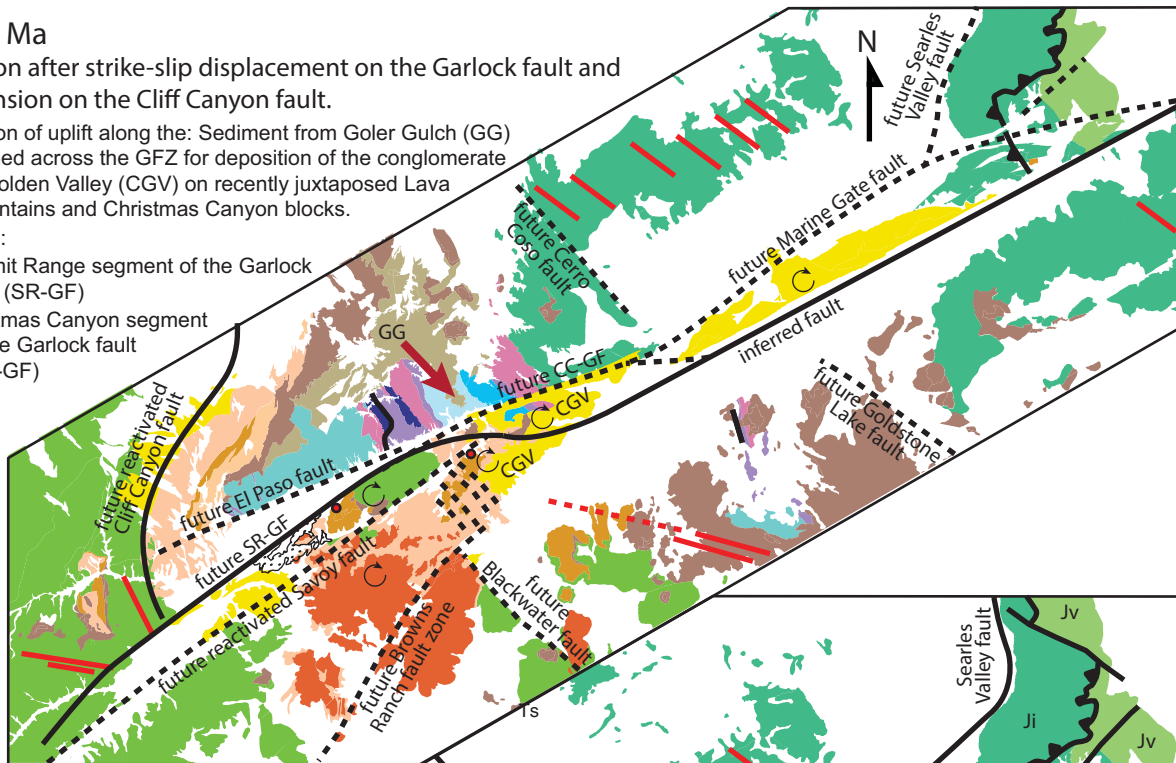 Ma
on after strike-slip displacement on the Garlock fault and
nsion on the Cliff Canyon fault.
on of uplift along the: Sediment from Goler Gulch (GG)
ed across the GFZ for deposition of the conglomerate
olden Valley (CGV) on recently juxtaposed Lava
ntains and Christmas Canyon blocks.
:
nit Range segment of the Garlock
(SR-GF)
tmas Canyon segment
e Garlock fault
-GF)
N
future Searles
Valley fault
future Cerro
Coso fault
future Marine Gate fault
inferred fault
GG
future CC-GF
CGV
CGV
future Goldstone
Lake fault
future reactivated
Cliff Canyon fault
future El Paso fault
future SR-GF
future reactivated Savoy fault
future Browns
Ranch fault zone
future
Blackwater fault
Ts
Searles
Valley fault
Jv
Ji
Jv